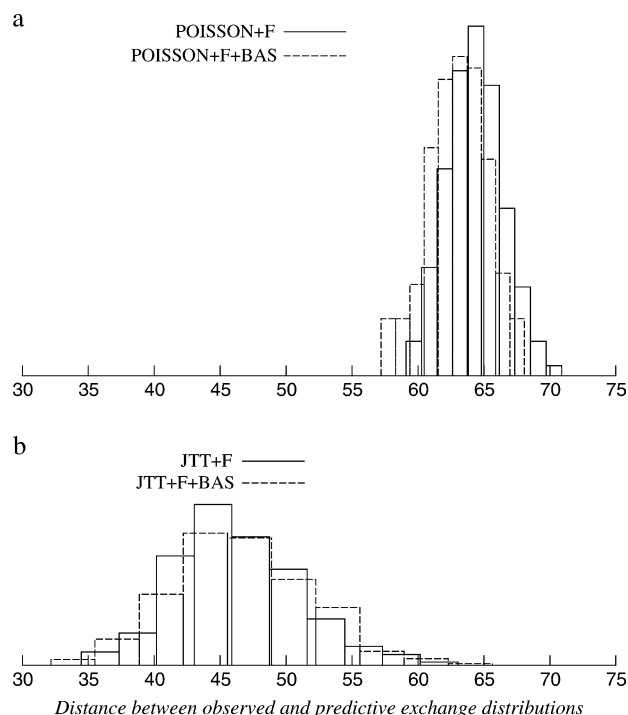 a
POISSON+F
POISSON+F+BAS
30 35 40 45 50 55 60 65 70 75
b
JTT+F
JTT+F+BAS
30 35 40 45 50 55 60 65 70 75
Distance between observed and predictive exchange distributions